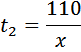 t₂ = 110/x